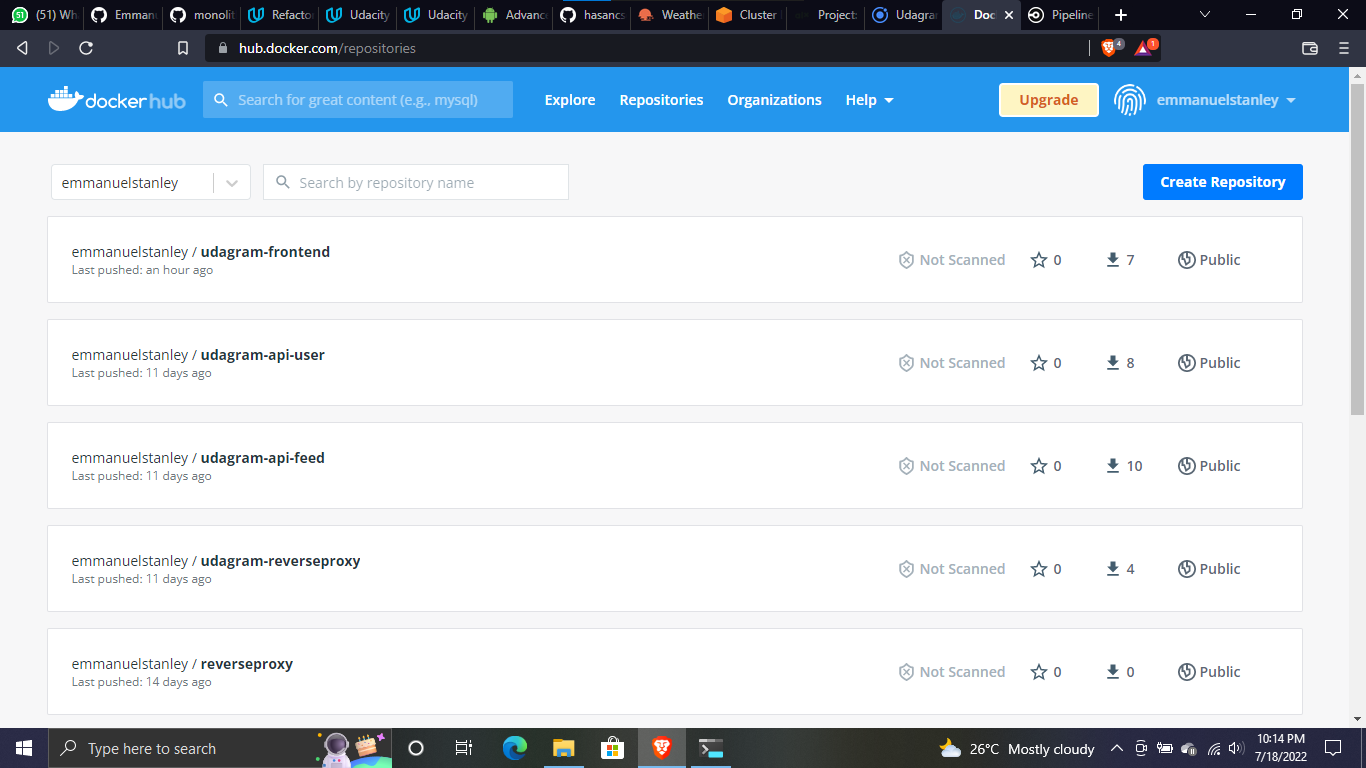 (51) Wha
Emman
monolit
Refactor
Udacity
Udacity
Advanc
hasancs
Weathe
Cluster
Project:
Udagra
Doc
Pipeline
hub.docker.com/repositories
4
1
docker hub
Search for great content (e.g., mysql)
Explore
Repositories
Organizations
Help
Upgrade
emmanuelstanley
emmanuelstanley
Search by repository name
Create Repository
emmanuelstanley / udagram-frontend
Not Scanned
0
7
Public
Last pushed: an hour ago
emmanuelstanley / udagram-api-user
Not Scanned
0
8
Public
Last pushed: 11 days ago
emmanuelstanley / udagram-api-feed
Not Scanned
0
10
Public
Last pushed: 11 days ago
emmanuelstanley / udagram-reverseproxy
Not Scanned
0
4
Public
Last pushed: 11 days ago
emmanuelstanley / reverseproxy
Not Scanned
0
0
Public
Last pushed: 14 days ago
Type here to search
26°C Mostly cloudy
10:14 PM
7/18/2022